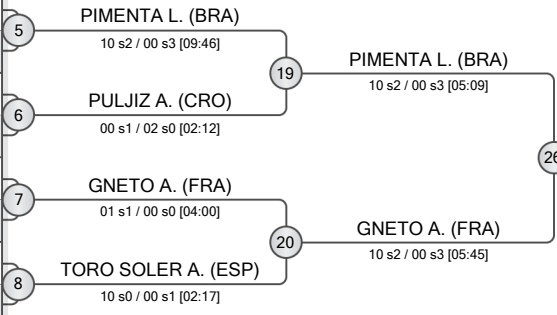 PIMENTA L. (BRA)
5
10 s2 / 00 s3 [09:46]
19
PIMENTA L. (BRA)
10 s2 / 00 s3 [05:09]
PULJIZ A. (CRO)
6
00 s1 / 02 s0 [02:12]
26
GNETO A. (FRA)
7
01 s1 / 00 s0 [04:00]
20
GNETO A. (FRA)
10 s2 / 00 s3 [05:45]
TORO SOLER A. (ESP)
8
10 s0 / 00 s1 [02:17]